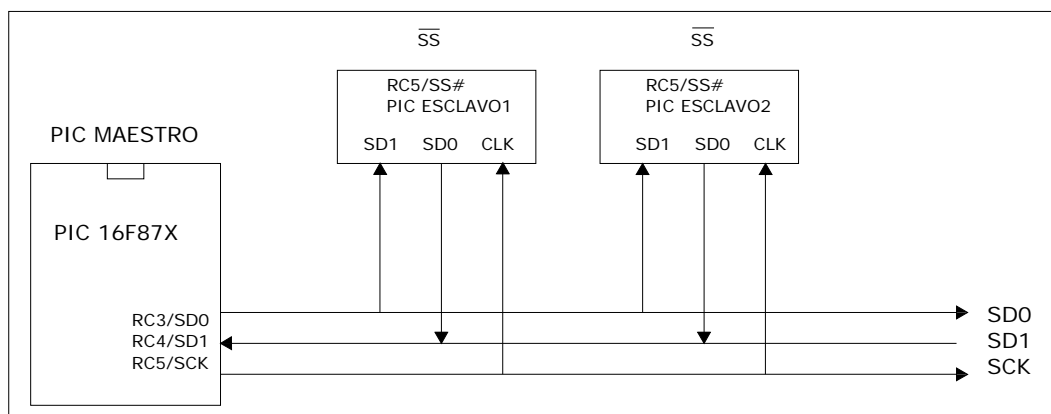 SS
SS
RC5/SS#
PIC ESCLAVO1
SD1 SD0 CLK
RC5/SS#
PIC ESCLAVO2
SD1 SD0 CLK
PIC MAESTRO
PIC 16F87X
RC3/SD0
RC4/SD1
RC5/SCK
SD0
SD1
SCK